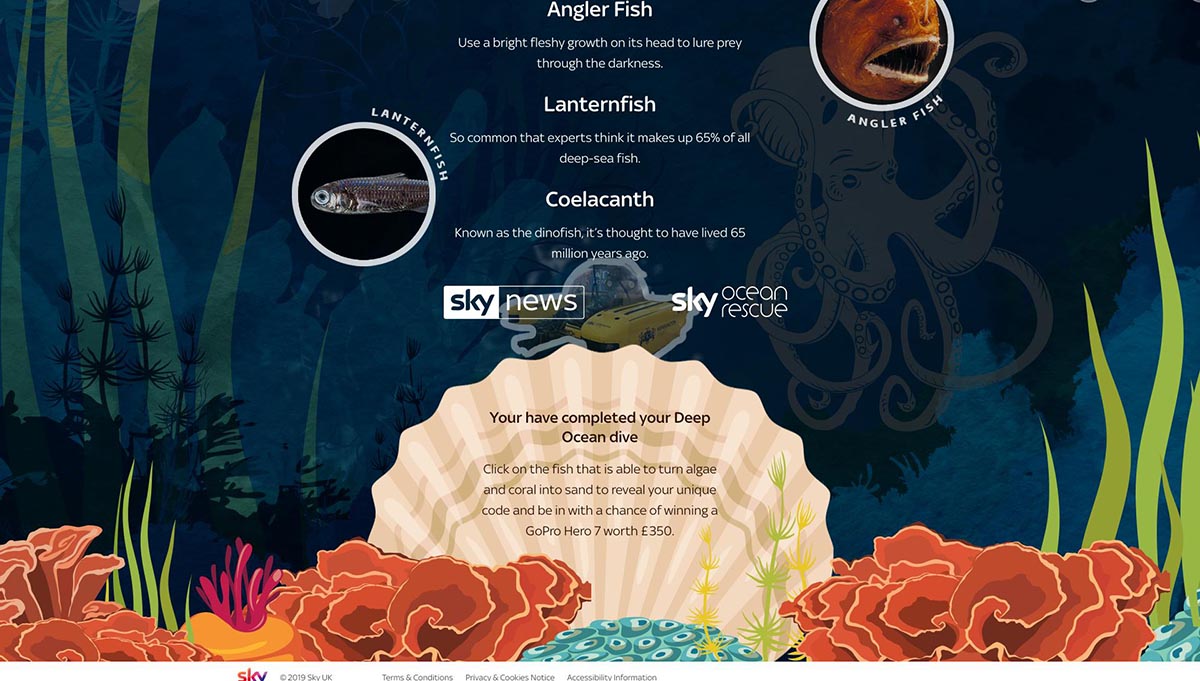 Angler Fish
Use a bright fleshy growth on its head to lure prey
through the darkness.
ANGLER FISH
Lanternfish
LANTERNFISH
So common that experts think it makes up 65% of all
deep-sea fish.
Coelacanth
Known as the dinofish, it's thought to have lived 65
million years ago.
sky news
sky ocean
rescue
Your have completed your Deep
Ocean dive
Click on the fish that is able to turn algae
and coral into sand to reveal your unique
code and be in with a chance of winning a
GoPro Hero 7 worth £350.
sky © 2019 Sky UK Terms & Conditions Privacy & Cookies Notice Accessibility Information